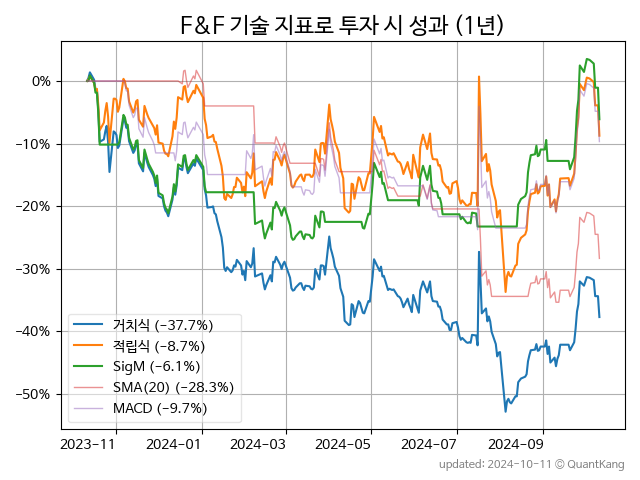 F&F 기술 지표로 투자 시 성과 (1년)
0%
−10%
−20%
−30%
−40%
−50%
거치식 (−37.7%)
적립식 (−8.7%)
SigM (−6.1%)
SMA(20) (−28.3%)
MACD (−9.7%)
2023−11 2024−01 2024−03 2024−05 2024−07 2024−09
updated: 2024-10-11 © QuantKang